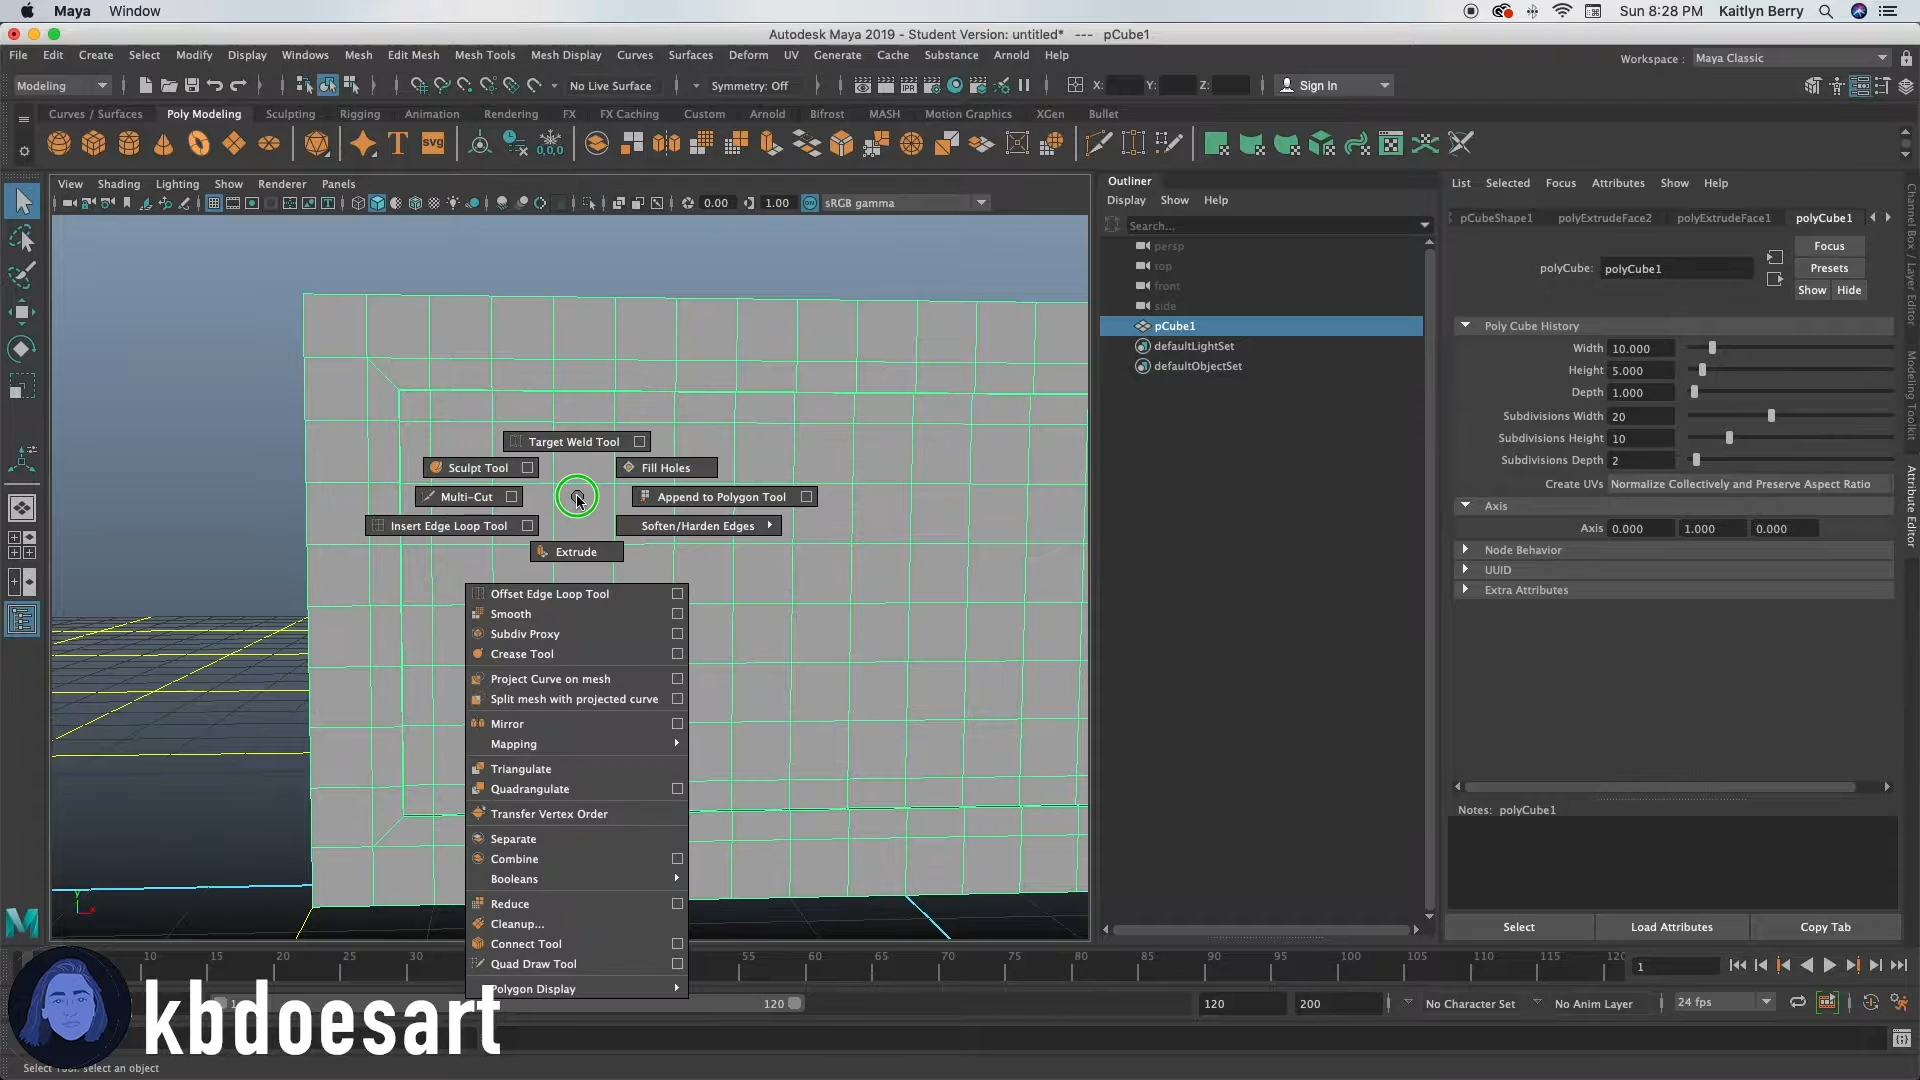 Maya Window Sun 8:28 PM Kaitlyn Berry
Autodesk Maya 2019 - Student Version: untitled* --- pCube1
File Edit Create Select Modify Display Windows Mesh Edit Mesh Mesh Tools Mesh Display Curves Surfaces Deform UV Generate Cache Substance Arnold Help
Workspace : Maya Classic
Modeling No Live Surface Symmetry: Off X: Y: Z: Sign In
Curves / Surfaces Poly Modeling Sculpting Rigging Animation Rendering FX FX Caching Custom Arnold Bifrost MASH Motion Graphics XGen Bullet
View Shading Lighting Show Renderer Panels
0.00 1.00 sRGB gamma
Target Weld Tool
Sculpt Tool Fill Holes
Multi-Cut Append to Polygon Tool
Insert Edge Loop Tool Soften/Harden Edges
Extrude
Offset Edge Loop Tool
Smooth
Subdiv Proxy
Crease Tool
Project Curve on mesh
Split mesh with projected curve
Mirror
Mapping
Triangulate
Quadrangulate
Transfer Vertex Order
Separate
Combine
Booleans
Reduce
Cleanup...
Connect Tool
Quad Draw Tool
Polygon Display
Outliner
Display Show Help
Search...
persp
top
front
side
pCube1
defaultLightSet
defaultObjectSet
List Selected Focus Attributes Show Help
pCubeShape1 polyExtrudeFace2 polyExtrudeFace1 polyCube1
Focus
polyCube: polyCube1 Presets
Show Hide
Poly Cube History
Width 10.000
Height 5.000
Depth 1.000
Subdivisions Width 20
Subdivisions Height 10
Subdivisions Depth 2
Create UVs Normalize Collectively and Preserve Aspect Ratio
Axis
Axis 0.000 1.000 0.000
Node Behavior
UUID
Extra Attributes
Notes: polyCube1
Select Load Attributes Copy Tab
Channel Box / Layer Editor
Modeling Toolkit
Attribute Editor
10 15 20 25 30 55 60 65 70 75 80 85 90 95 100 105 110 115 120 1
120 120 200 No Character Set No Anim Layer 24 fps
kbdoesart
Select Tool: select an object